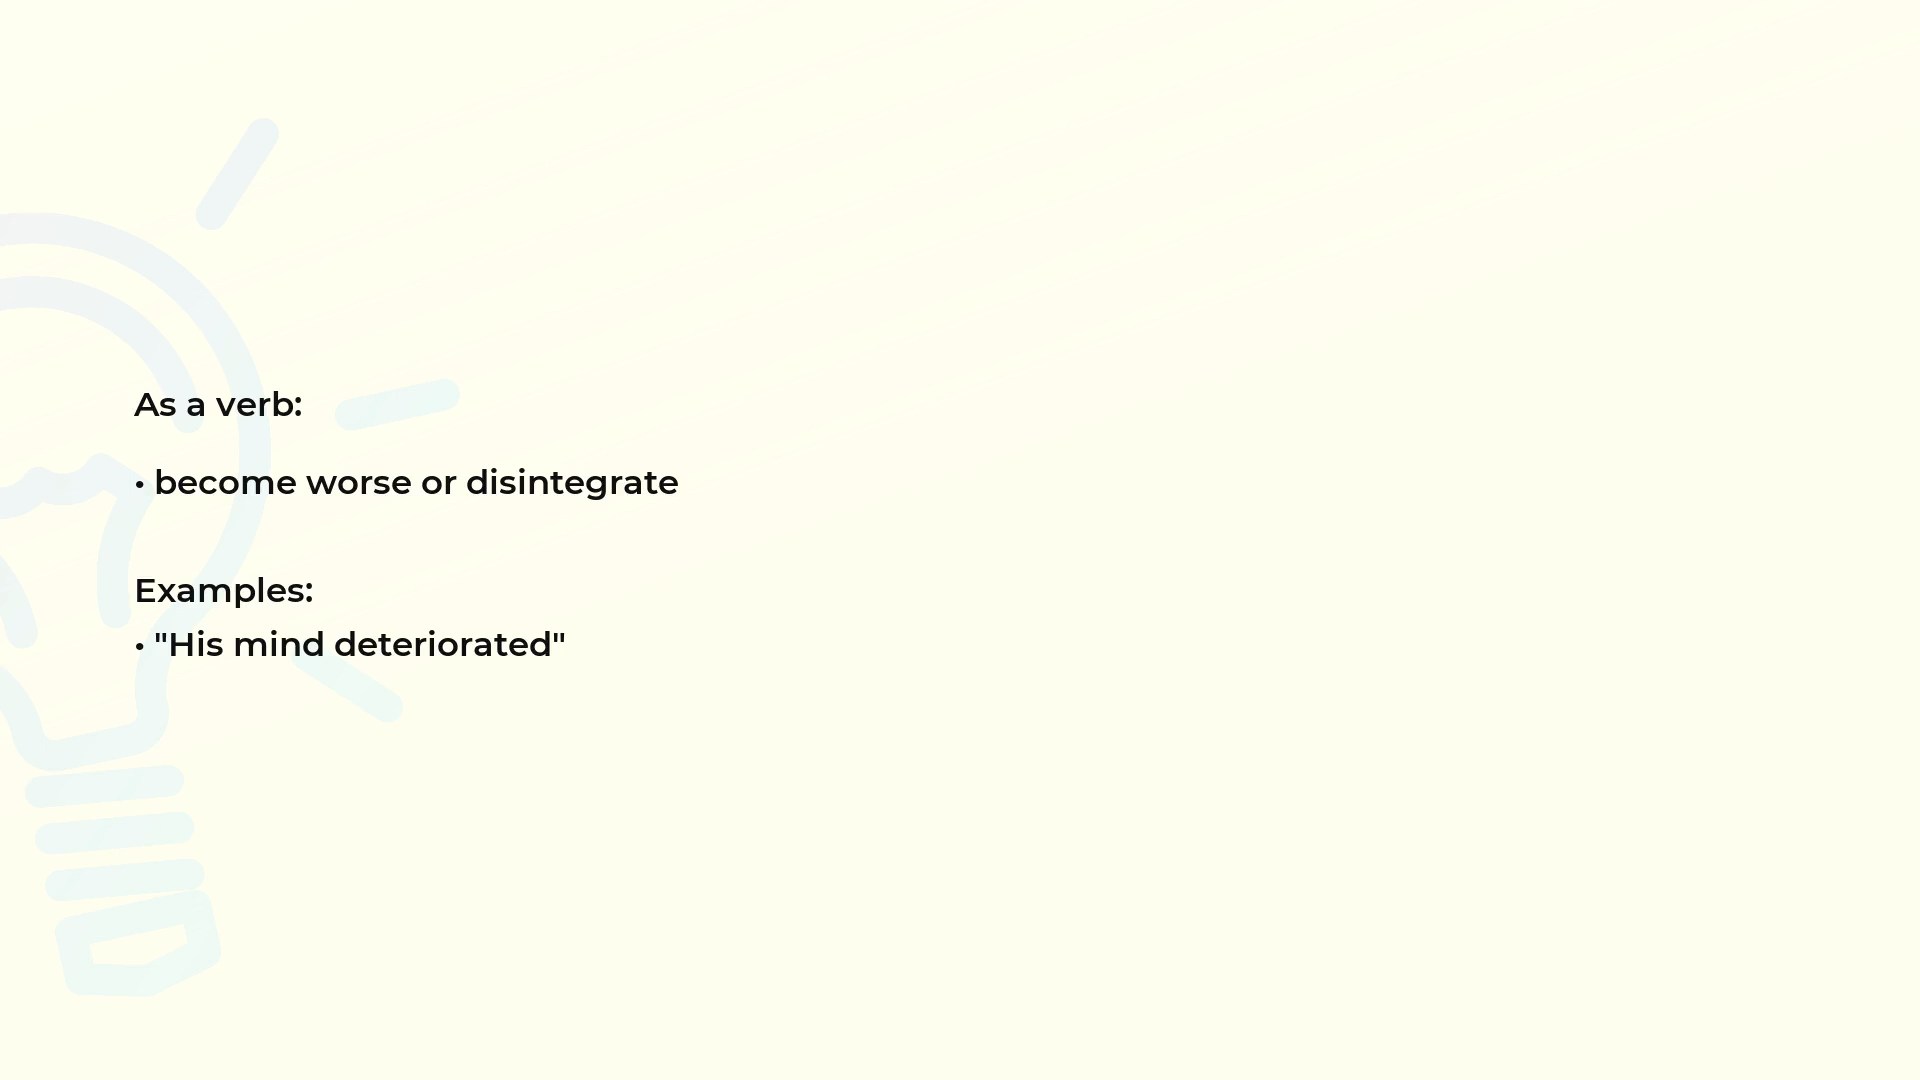 As a verb:
• become worse or disintegrate
Examples:
• "His mind deteriorated"